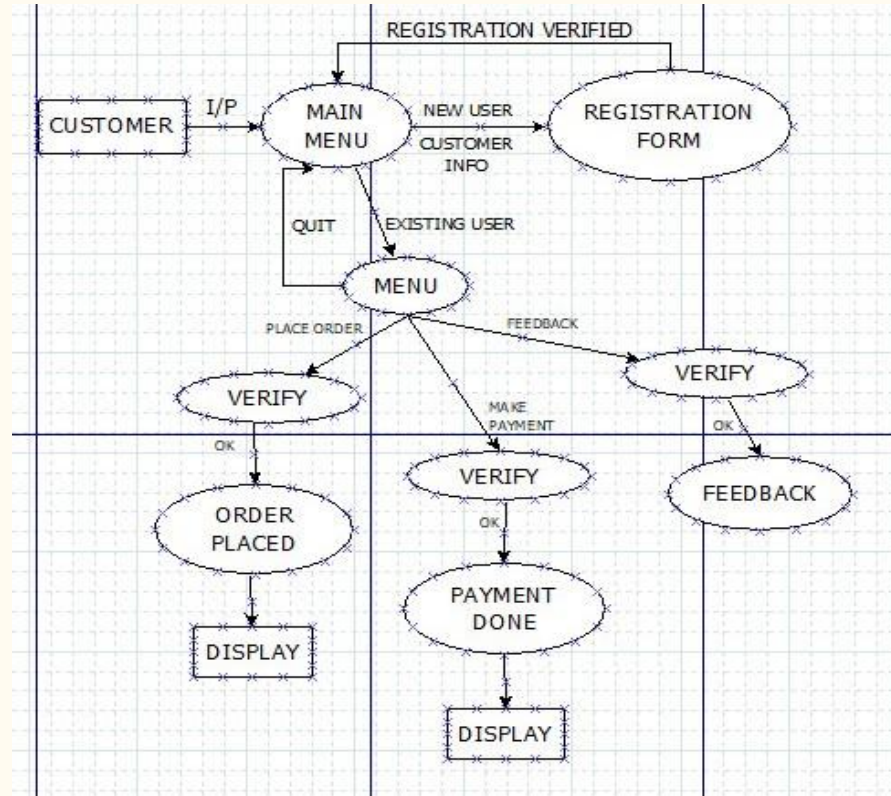 REGISTRATION VERIFIED
CUSTOMER
I/P
MAIN
MENU
NEW USER
CUSTOMER
INFO
REGISTRATION
FORM
QUIT
EXISTING USER
MENU
PLACE ORDER
FEEDBACK
VERIFY
MAKE
PAYMENT
VERIFY
OK
VERIFY
OK
ORDER
PLACED
OK
FEEDBACK
PAYMENT
DONE
DISPLAY
DISPLAY